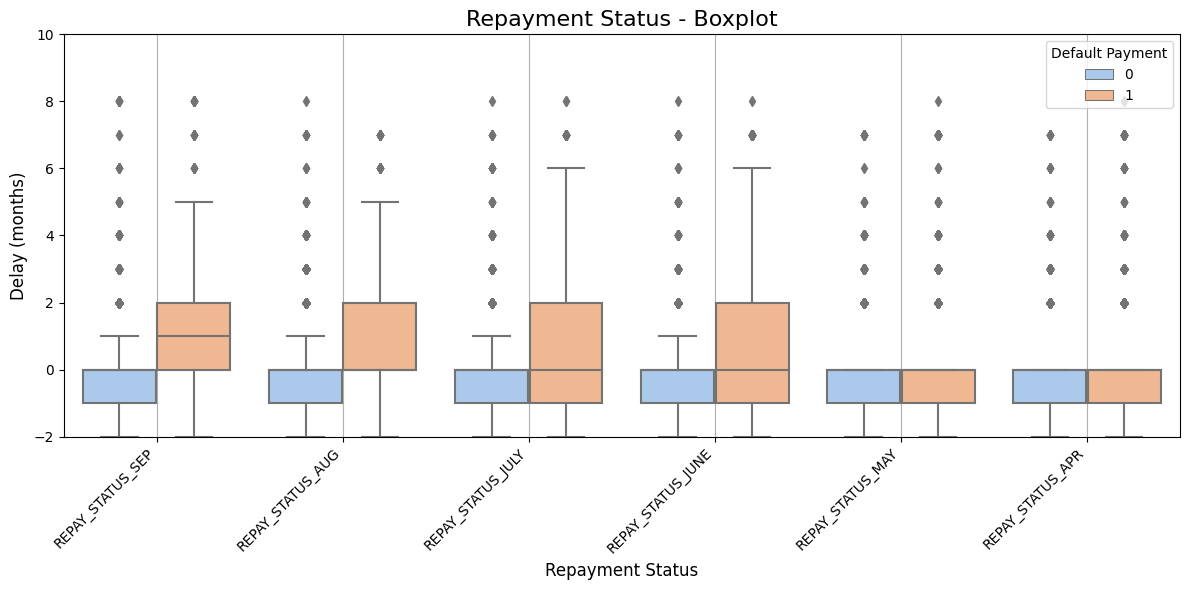 Repayment Status - Boxplot
Delay (months)
10
8
6
4
2
0
−2
Default Payment
0
1
REPAY_STATUS_SEP
REPAY_STATUS_AUG
REPAY_STATUS_JULY
REPAY_STATUS_JUNE
REPAY_STATUS_MAY
REPAY_STATUS_APR
Repayment Status